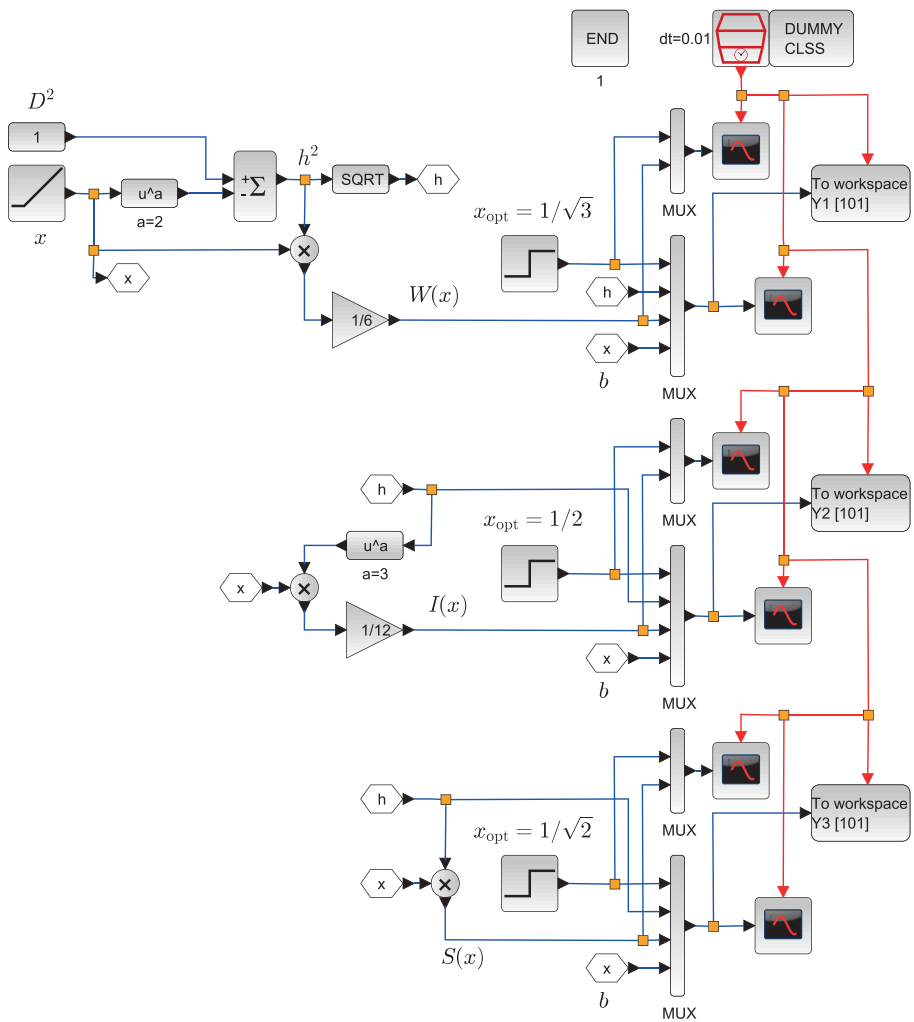 END
1
dt=0.01
DUMMY
CLSS
D²
1
+
-
Σ
h²
SQRT
h
u^a
a=2
x
x
×
1/6
W(x)
x_opt = 1/√3
h
x
b
MUX
MUX
To workspace
Y1 [101]
h
u^a
a=3
x
×
1/12
I(x)
x_opt = 1/2
x
b
MUX
MUX
To workspace
Y2 [101]
h
x
×
S(x)
x_opt = 1/√2
x
b
MUX
MUX
To workspace
Y3 [101]